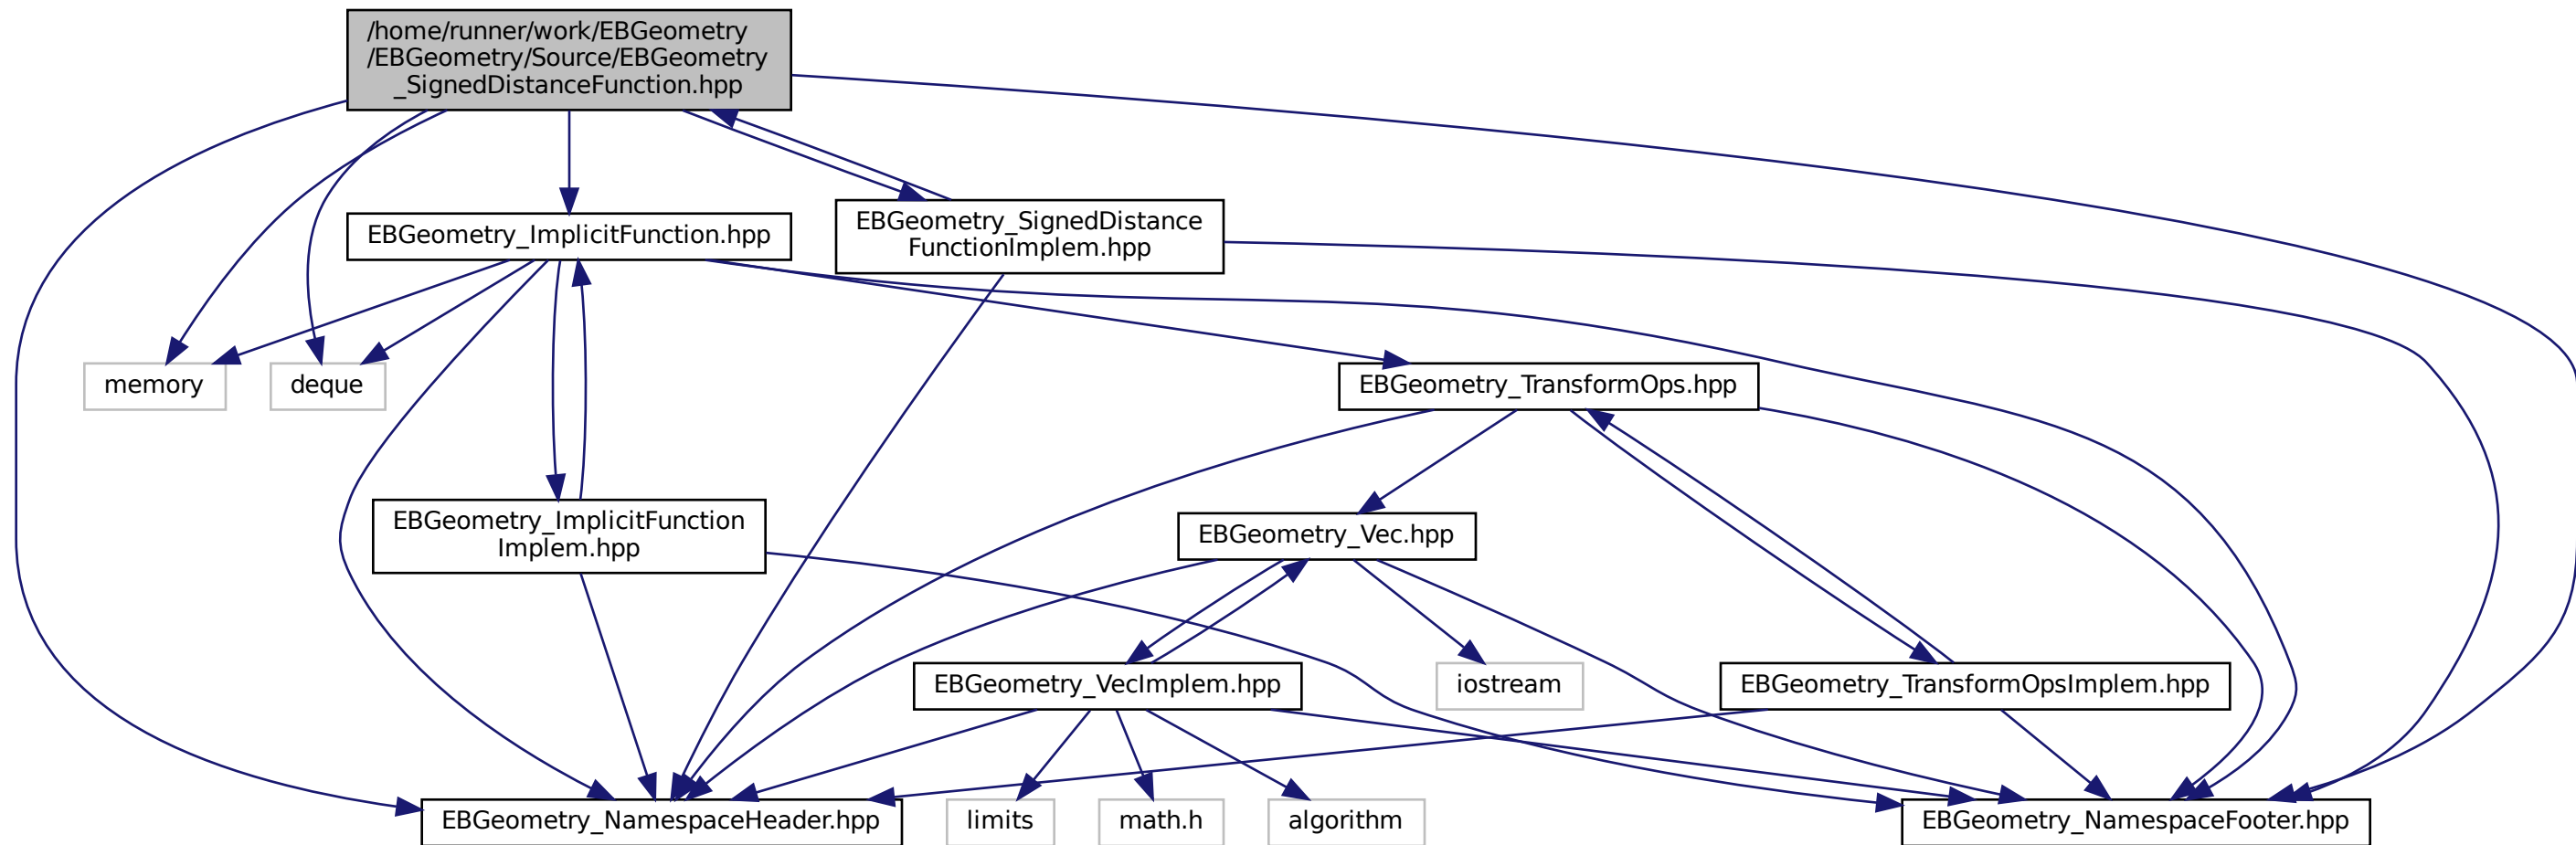 /home/runner/work/EBGeometry
/EBGeometry/Source/EBGeometry
_SignedDistanceFunction.hpp
EBGeometry_ImplicitFunction.hpp
EBGeometry_SignedDistance
FunctionImplem.hpp
memory
deque
EBGeometry_TransformOps.hpp
EBGeometry_ImplicitFunction
Implem.hpp
EBGeometry_Vec.hpp
EBGeometry_VecImplem.hpp
iostream
EBGeometry_TransformOpsImplem.hpp
EBGeometry_NamespaceHeader.hpp
limits
math.h
algorithm
EBGeometry_NamespaceFooter.hpp